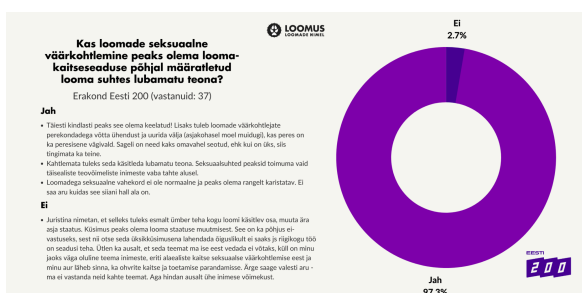 LOOMUS
LOOMADE NIMEL
Kas loomade seksuaalne
väärkohtlemine peaks olema looma-
kaitseseaduse põhjal määratletud
looma suhtes lubamatu teona?
Erakond Eesti 200 (vastanuid: 37)
Jah
• Täiesti kindlasti peaks see olema keelatud! Lisaks tuleb loomade väärkohtlejate
perekondadega võtta ühendust ja uurida välja (asjakohasel moel muidugi), kas peres on
ka peresisene vägivald. Sageli on need kaks omavahel seotud, ehk kui on üks, siis
tingimata ka teine.
• Kahtlemata tuleks seda käsitleda lubamatu teona. Seksuaalsuhted peaksid toimuma vaid
täisealiste teovõimeliste inimeste vaba tahte alusel.
• Loomadega seksuaalne vahekord ei ole normaalne ja peaks olema rangelt karistatav. Ei
saa aru kuidas see siiani hall ala on.
Ei
• Juristina nimetan, et selleks tuleks esmalt ümber teha kogu loomi käsitlev osa, muuta ära
asja staatus. Küsimus peaks olema looma staatuse muutmisest. See on ka põhjus ei-
vastuseks, sest nii otse seda üksikküsimusena lahendada õiguslikult ei saaks js riigikogu töö
on seadusi teha. Ütlen ka ausalt, et seda teemat ma ise eest vedada ei võtaks, küll on minu
jaoks väga oluline teema inimeste, eriti alaealiste kaitse seksuaalse väärkohtlemise eest ja
minu aur läheb sinna, ka ohvrite kaitse ja toetamise parandamisse. Ärge saage valesti aru -
ma ei vastanda neid kahte teemat. Aga hindan ausalt ühe inimese võimekust.
Ei
2.7%
Jah
97.3%
EESTI
200